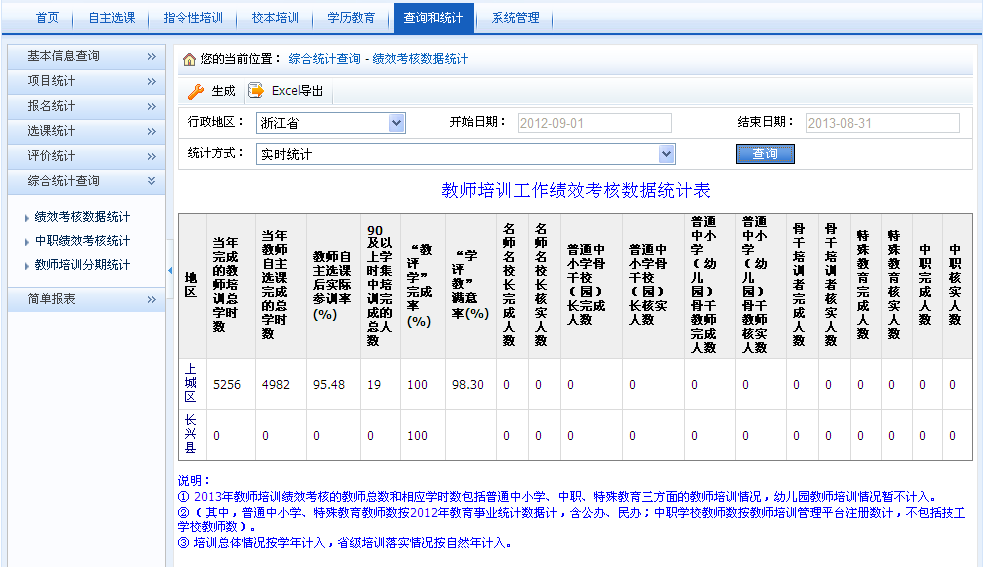 首页 自主选课 指令性培训 校本培训 学历教育 查询和统计 系统管理
基本信息查询
项目统计
报名统计
选课统计
评价统计
综合统计查询
绩效考核数据统计
中职绩效考核统计
教师培训分期统计
简单报表
您的当前位置： 综合统计查询 - 绩效考核数据统计
生成 Excel导出
行政地区： 浙江省 开始日期： 2012-09-01 结束日期： 2013-08-31
统计方式： 实时统计 查询
教师培训工作绩效考核数据统计表
地区
当年完成的教师培训总学时数
当年教师自主选课完成的总学时数
教师自主选课后实际参训率(%)
90及以上学时集中培训完成的总人数
“教评学”完成率(%)
“学评教”满意率(%)
名师名校长完成人数
名师名校长核实人数
普通中小学骨干校（园）长完成人数
普通中小学骨干校（园）长核实人数
普通中小学（幼儿园）骨干教师完成人数
普通中小学（幼儿园）骨干教师核实人数
骨干培训者完成人数
骨干培训者核实人数
特殊教育完成人数
特殊教育核实人数
中职完成人数
中职核实人数
上城区 5256 4982 95.48 19 100 98.30 0 0 0 0 0 0 0 0 0 0 0 0
长兴县 0 0 0 0 100 0 0 0 0 0 0 0 0 0 0 0 0
说明：
① 2013年教师培训绩效考核的教师总数和相应学时数包括普通中小学、中职、特殊教育三方面的教师培训情况，幼儿园教师培训情况暂不计入。
② （其中，普通中小学、特殊教育教师数按2012年教育事业统计数据计，含公办、民办；中职学校教师数按教师培训管理平台注册数计，不包括技工
学校教师数）。
③ 培训总体情况按学年计入，省级培训落实情况按自然年计入。